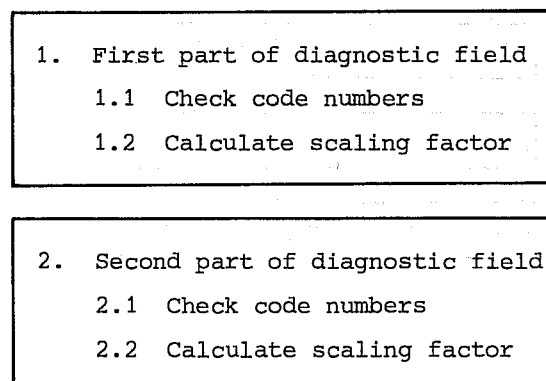 1. First part of diagnostic field
1.1 Check code numbers
1.2 Calculate scaling factor
2. Second part of diagnostic field
2.1 Check code numbers
2.2 Calculate scaling factor